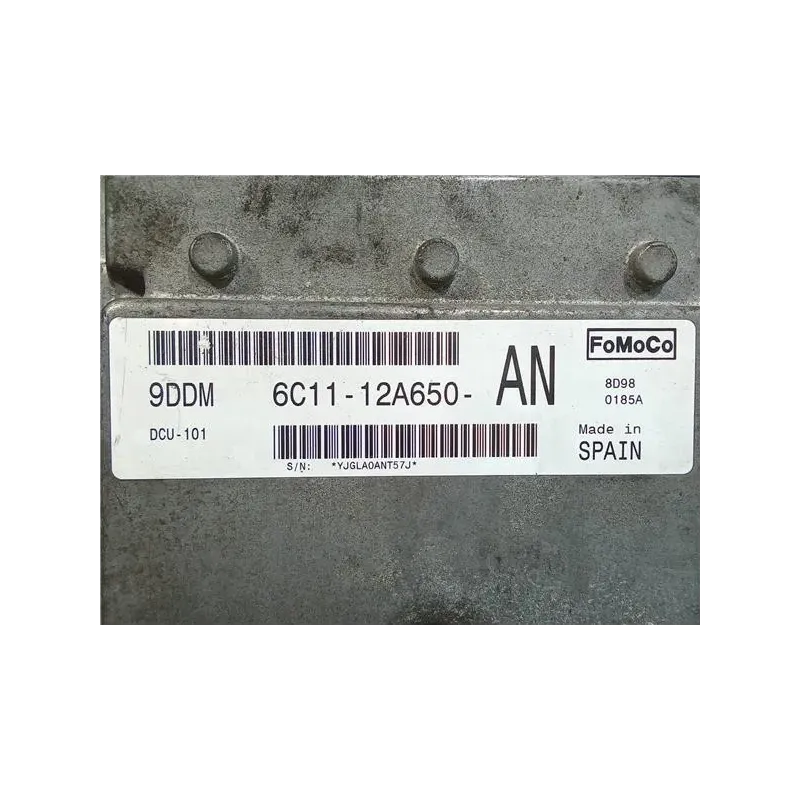 FoMoCo
9DDM 6C11-12A650- AN
8D98
0185A
DCU-101
Made in
SPAIN
S/N: *YJGLA0ANT57J*